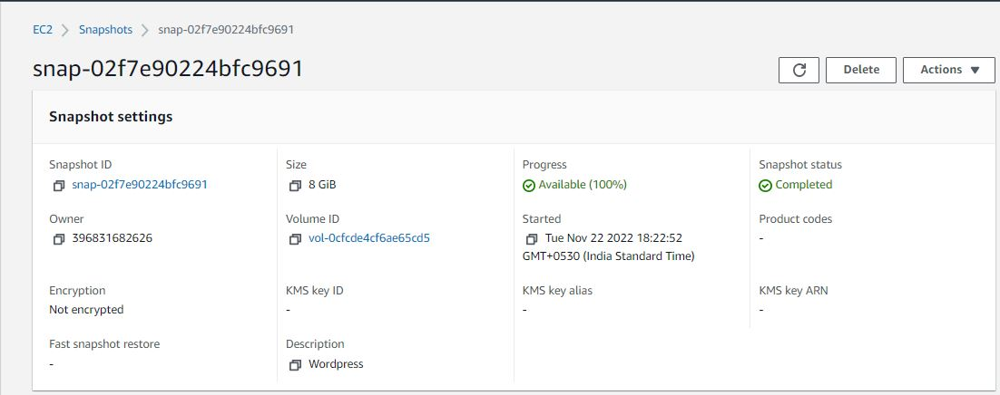 EC2 > Snapshots > snap-02f7e90224bfc9691
snap-02f7e90224bfc9691
Delete
Actions
Snapshot settings
Snapshot ID
snap-02f7e90224bfc9691
Size
8 GiB
Progress
Available (100%)
Snapshot status
Completed
Owner
396831682626
Volume ID
vol-0cfcde4cf6ae65cd5
Started
Tue Nov 22 2022 18:22:52
GMT+0530 (India Standard Time)
Product codes
-
Encryption
Not encrypted
KMS key ID
-
KMS key alias
-
KMS key ARN
-
Fast snapshot restore
-
Description
Wordpress